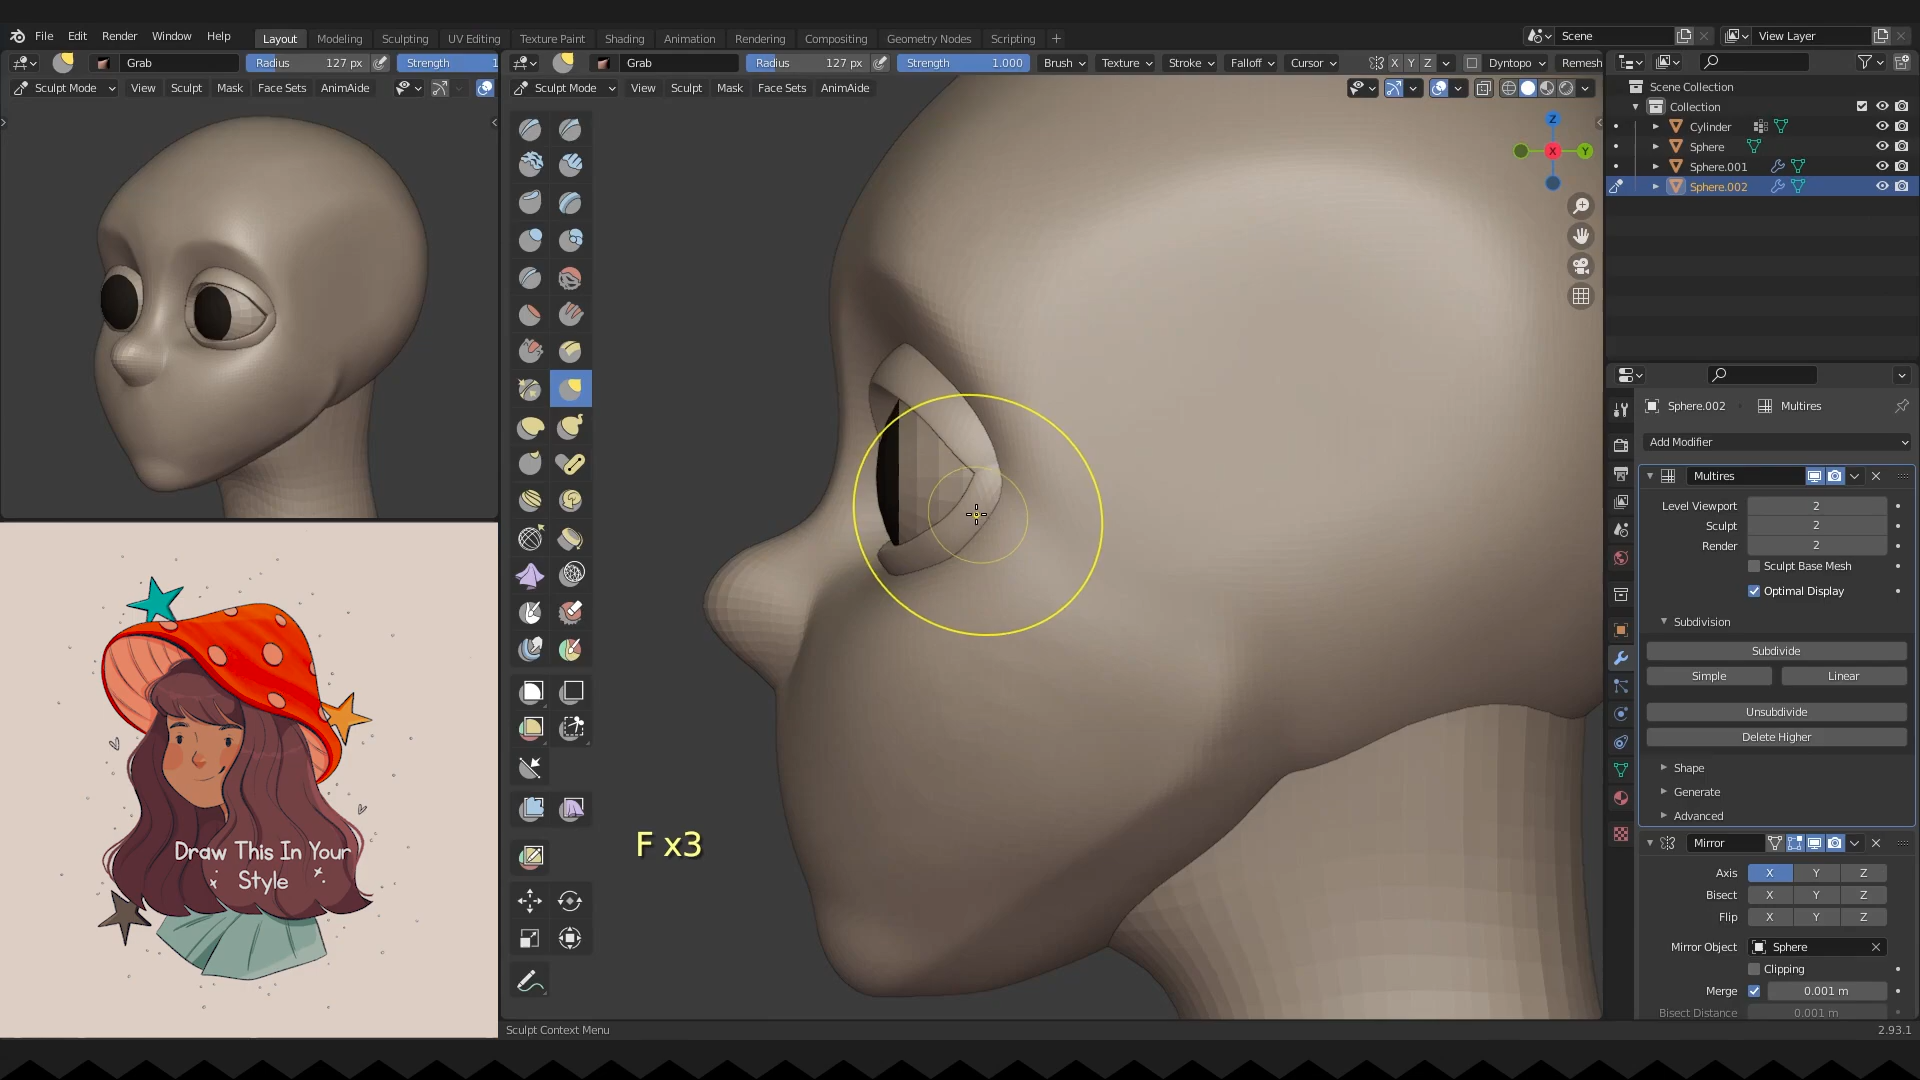 File Edit Render Window Help
Layout Modeling Sculpting UV Editing Texture Paint Shading Animation Rendering Compositing Geometry Nodes Scripting +
Scene
View Layer
Grab Radius 127 px Strength 1
Grab Radius 127 px Strength 1.000 Brush Texture Stroke Falloff Cursor X Y Z Dyntopo Remesh
Sculpt Mode View Sculpt Mask Face Sets AnimAide
Sculpt Mode View Sculpt Mask Face Sets AnimAide
Scene Collection
Collection
Cylinder
Sphere
Sphere.001
Sphere.002
Z
X
Y
Sphere.002 Multires
Add Modifier
Multires
Level Viewport 2
Sculpt 2
Render 2
Sculpt Base Mesh
Optimal Display
Subdivision
Subdivide
Simple Linear
Unsubdivide
Delete Higher
Shape
Generate
Advanced
Mirror
Axis X Y Z
Bisect X Y Z
Flip X Y Z
Mirror Object Sphere
Clipping
Merge 0.001 m
Bisect Distance 0.001 m
F x3
Draw This In Your
Style
Sculpt Context Menu
2.93.1